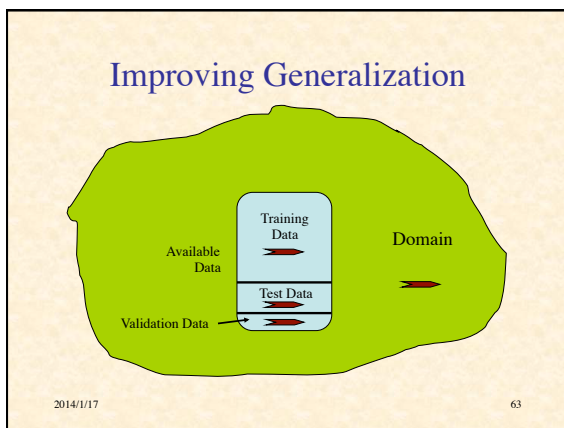 Improving Generalization
Training
Data
Domain
Available
Data
Test Data
Validation Data
2014/1/17
63